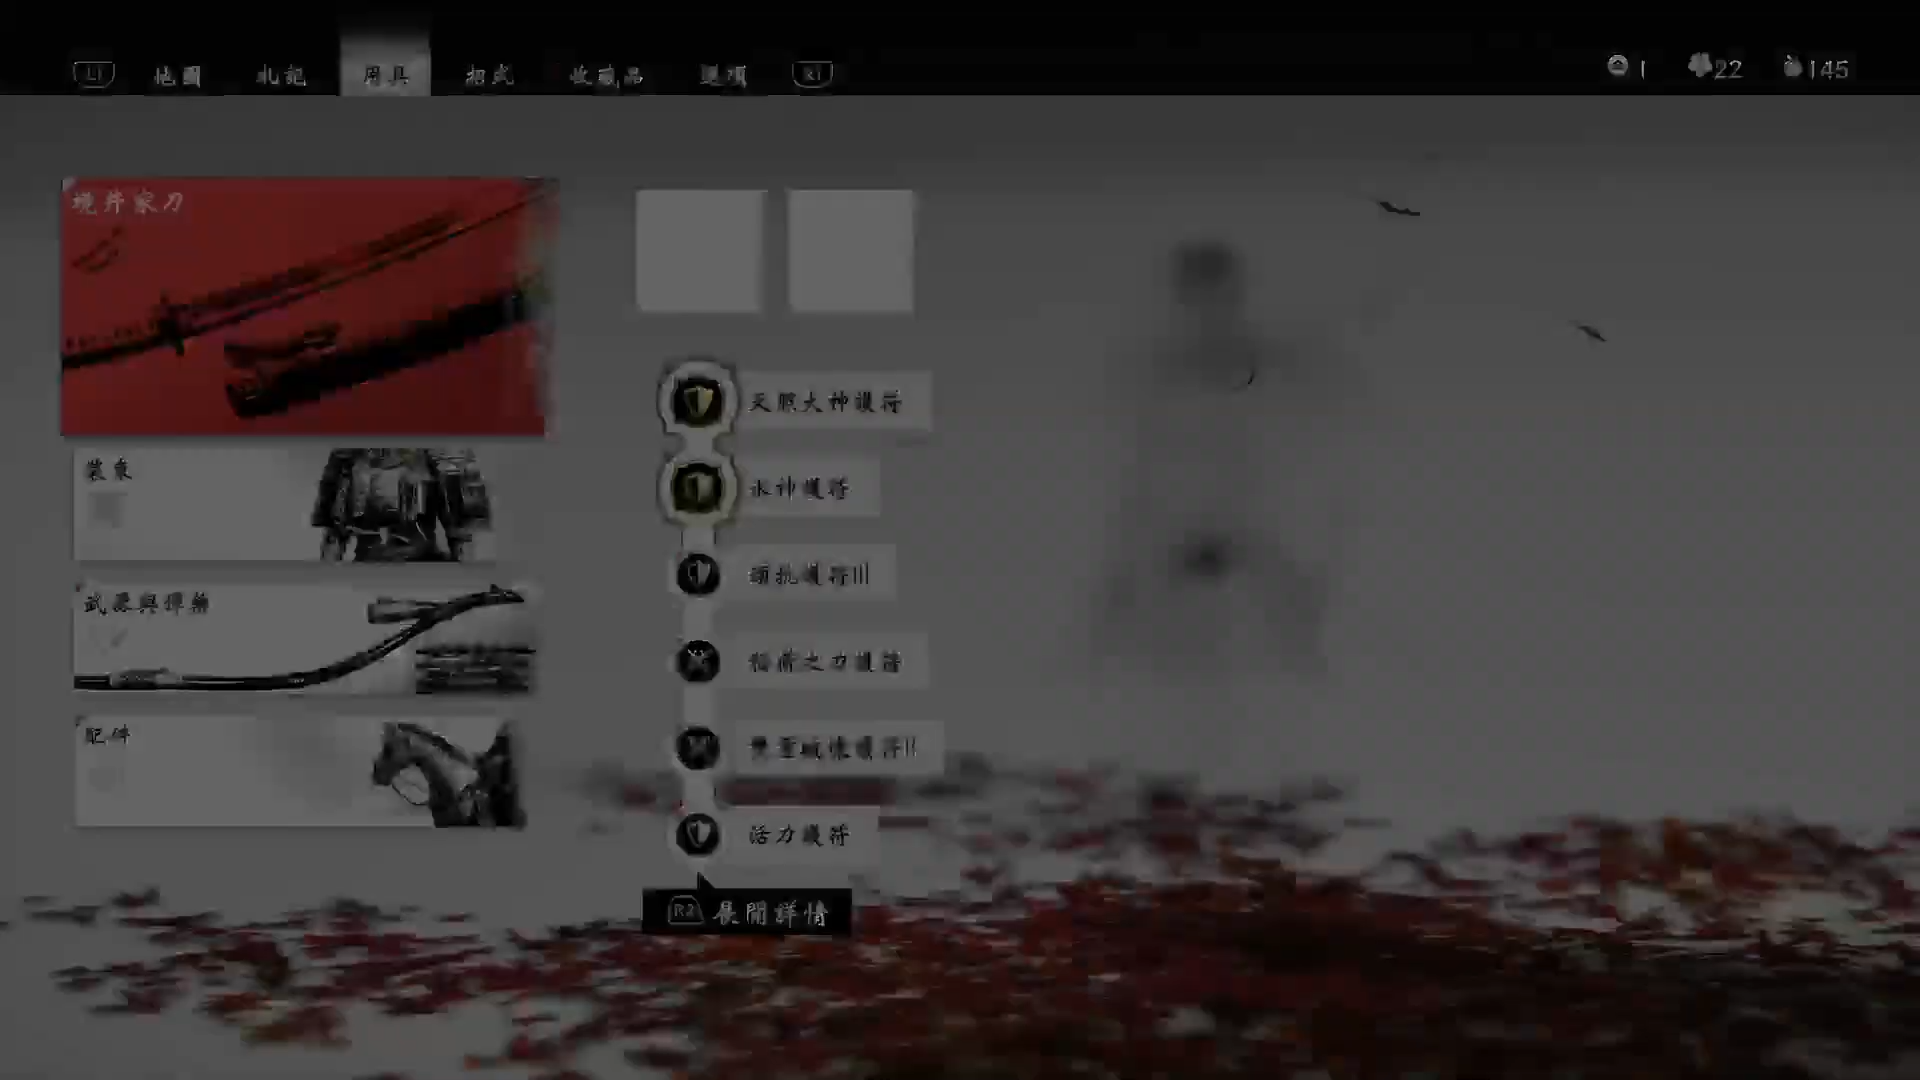 L1 地圖 札記 用具 招式 收藏品 選項 R1
1 22 145
境井家刀
裝束
武器與彈藥
配件
天照大神護符
水神護符
頑抗護符III
稻荷之力護符
活力護符
R2 展開詳情